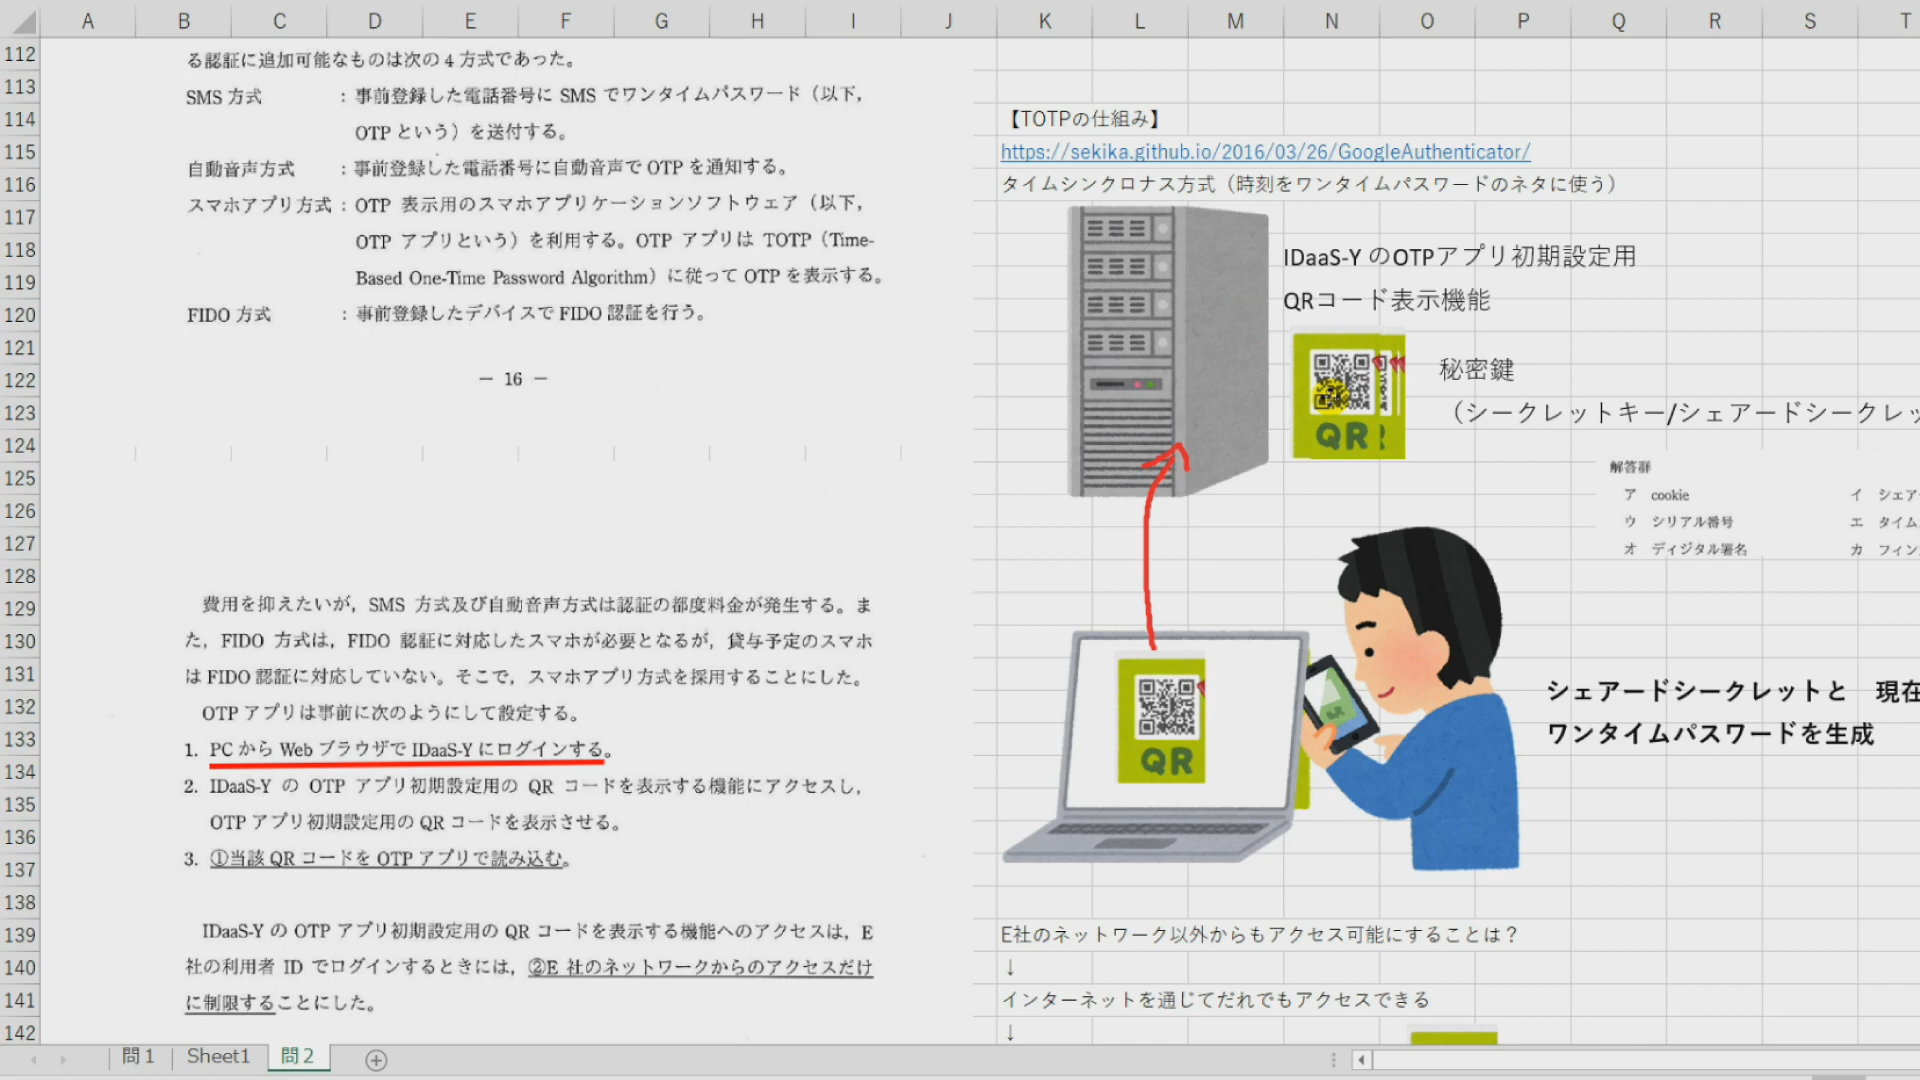 A B C D E F G H I J K L M N O P Q R S T
112
113
114
115
116
117
118
119
120
121
122
123
124
125
126
127
128
129
130
131
132
133
134
135
136
137
138
139
140
141
142
る認証に追加可能なものは次の4方式であった。
SMS 方式 : 事前登録した電話番号に SMS でワンタイムパスワード（以下,
OTP という）を送付する。
自動音声方式 : 事前登録した電話番号に自動音声で OTP を通知する。
スマホアプリ方式 : OTP 表示用のスマホアプリケーションソフトウェア（以下,
OTP アプリという）を利用する。OTP アプリは TOTP（Time-
Based One-Time Password Algorithm）に従って OTP を表示する。
FIDO 方式 : 事前登録したデバイスで FIDO 認証を行う。
— 16 —
費用を抑えたいが, SMS 方式及び自動音声方式は認証の都度料金が発生する。ま
た, FIDO 方式は, FIDO 認証に対応したスマホが必要となるが, 貸与予定のスマホ
は FIDO 認証に対応していない。そこで, スマホアプリ方式を採用することにした。
OTP アプリは事前に次のようにして設定する。
1. PC から Web ブラウザで IDaaS-Y にログインする。
2. IDaaS-Y の OTP アプリ初期設定用の QR コードを表示する機能にアクセスし,
OTP アプリ初期設定用の QR コードを表示させる。
3. ①当該 QR コードを OTP アプリで読み込む。
IDaaS-Y の OTP アプリ初期設定用の QR コードを表示する機能へのアクセスは, E
社の利用者 ID でログインするときには, ②E 社のネットワークからのアクセスだけ
に制限することにした。
【TOTPの仕組み】
https://sekika.github.io/2016/03/26/GoogleAuthenticator/
タイムシンクロナス方式（時刻をワンタイムパスワードのネタに使う）
IDaaS-Y のOTPアプリ初期設定用
QRコード表示機能
QR
秘密鍵
（シークレットキー/シェアードシークレッ
解答群
ア cookie イ シェア
ウ シリアル番号 エ タイム
オ ディジタル署名 カ フィン
QR
QR
シェアードシークレットと 現在
ワンタイムパスワードを生成
E社のネットワーク以外からもアクセス可能にすることは？
↓
インターネットを通じてだれでもアクセスできる
↓
問1 Sheet1 問2